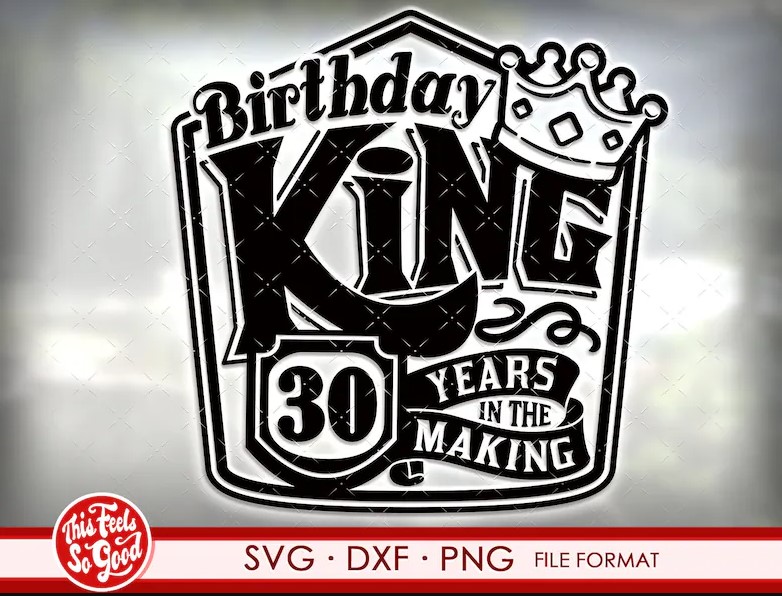 Birthday
KiNG
30
YEARS
IN THE
MAKING
This Feels
So Good
SVG · DXF · PNG FILE FORMAT